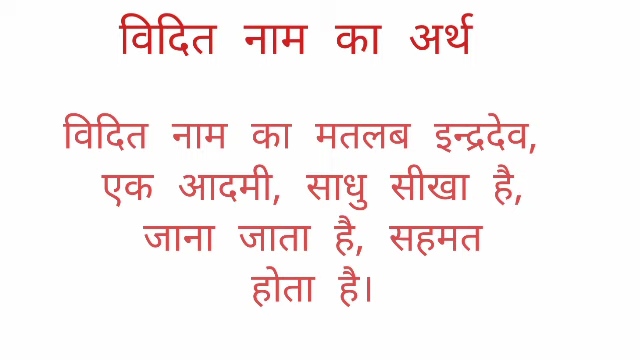 विदित नाम का अर्थ
विदित नाम का मतलब इन्द्रदेव,
एक आदमी, साधु सीखा है,
जाना जाता है, सहमत
होता है।